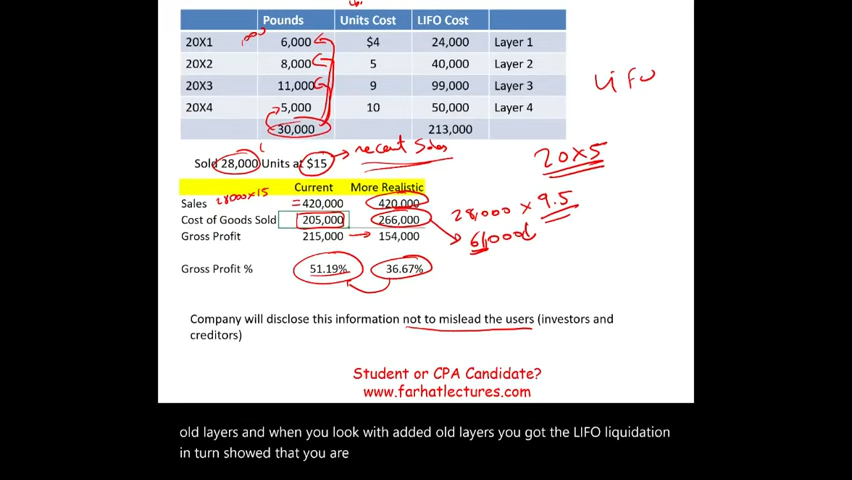 Pounds Units Cost LIFO Cost
20X1 6,000 $4 24,000 Layer 1
20X2 8,000 5 40,000 Layer 2
20X3 11,000 9 99,000 Layer 3
20X4 5,000 10 50,000 Layer 4
30,000 213,000
LIFO
recent Sales
Sold 28,000 Units at $15
20X5
Current More Realistic
Sales 28000x15 =420,000 420,000
28,000 x 9.5
Cost of Goods Sold 205,000 266,000
Gross Profit 215,000 154,000
61,000
Gross Profit % 51.19% 36.67%
Company will disclose this information not to mislead the users (investors and
creditors)
Student or CPA Candidate?
www.farhatlectures.com
old layers and when you look with added old layers you got the LIFO liquidation
in turn showed that you are